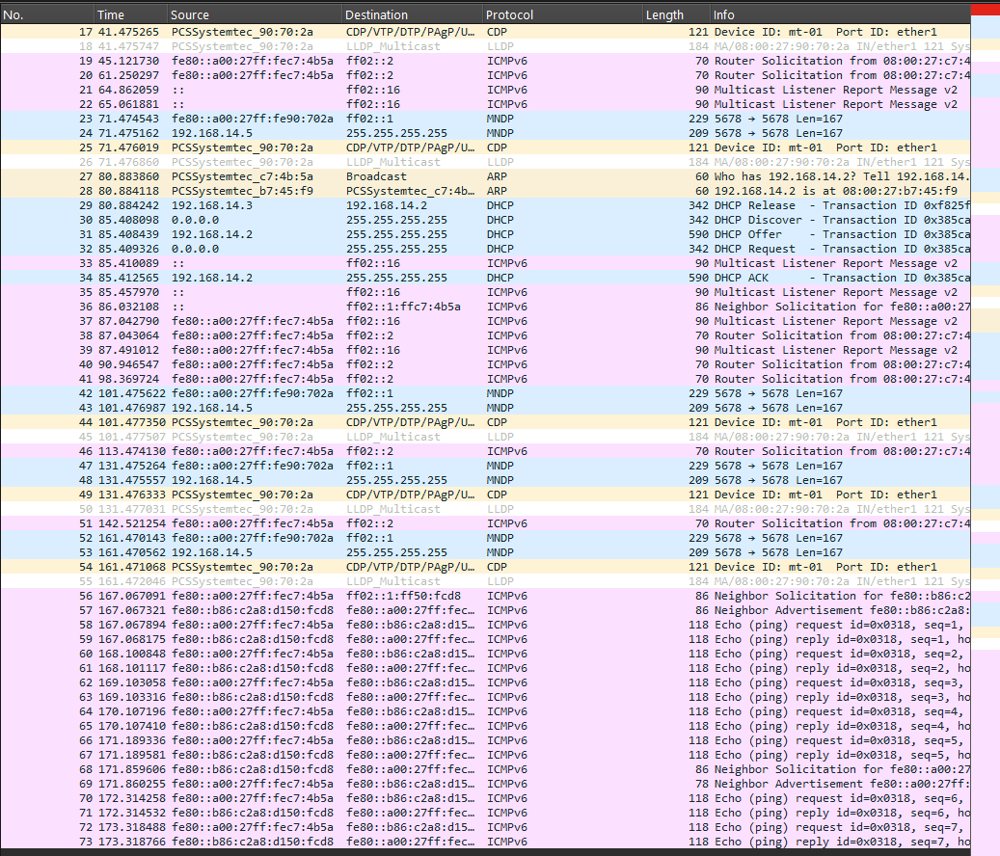 No. Time Source Destination Protocol Length Info
17 41.475265 PCSSystemtec_90:70:2a CDP/VTP/DTP/PAgP/U… CDP 121 Device ID: mt-01 Port ID: ether1
18 41.475747 PCSSystemtec_90:70:2a LLDP_Multicast LLDP 184 MA/08:00:27:90:70:2a IN/ether1 121 Sys
19 45.121730 fe80::a00:27ff:fec7:4b5a ff02::2 ICMPv6 70 Router Solicitation from 08:00:27:c7:4
20 61.250297 fe80::a00:27ff:fec7:4b5a ff02::2 ICMPv6 70 Router Solicitation from 08:00:27:c7:4
21 64.862059 :: ff02::16 ICMPv6 90 Multicast Listener Report Message v2
22 65.061881 :: ff02::16 ICMPv6 90 Multicast Listener Report Message v2
23 71.474543 fe80::a00:27ff:fe90:702a ff02::1 MNDP 229 5678 → 5678 Len=167
24 71.475162 192.168.14.5 255.255.255.255 MNDP 209 5678 → 5678 Len=167
25 71.476019 PCSSystemtec_90:70:2a CDP/VTP/DTP/PAgP/U… CDP 121 Device ID: mt-01 Port ID: ether1
26 71.476860 PCSSystemtec_90:70:2a LLDP_Multicast LLDP 184 MA/08:00:27:90:70:2a IN/ether1 121 Sys
27 80.883860 PCSSystemtec_c7:4b:5a Broadcast ARP 60 Who has 192.168.14.2? Tell 192.168.14.
28 80.884118 PCSSystemtec_b7:45:f9 PCSSystemtec_c7:4b… ARP 60 192.168.14.2 is at 08:00:27:b7:45:f9
29 80.884242 192.168.14.3 192.168.14.2 DHCP 342 DHCP Release - Transaction ID 0xf825f
30 85.408098 0.0.0.0 255.255.255.255 DHCP 342 DHCP Discover - Transaction ID 0x385ca
31 85.408439 192.168.14.2 255.255.255.255 DHCP 590 DHCP Offer - Transaction ID 0x385ca
32 85.409326 0.0.0.0 255.255.255.255 DHCP 342 DHCP Request - Transaction ID 0x385ca
33 85.410089 :: ff02::16 ICMPv6 90 Multicast Listener Report Message v2
34 85.412565 192.168.14.2 255.255.255.255 DHCP 590 DHCP ACK - Transaction ID 0x385ca
35 85.457970 :: ff02::16 ICMPv6 90 Multicast Listener Report Message v2
36 86.032108 :: ff02::1:ffc7:4b5a ICMPv6 86 Neighbor Solicitation for fe80::a00:27
37 87.042790 fe80::a00:27ff:fec7:4b5a ff02::16 ICMPv6 90 Multicast Listener Report Message v2
38 87.043064 fe80::a00:27ff:fec7:4b5a ff02::2 ICMPv6 70 Router Solicitation from 08:00:27:c7:4
39 87.491012 fe80::a00:27ff:fec7:4b5a ff02::16 ICMPv6 90 Multicast Listener Report Message v2
40 90.946547 fe80::a00:27ff:fec7:4b5a ff02::2 ICMPv6 70 Router Solicitation from 08:00:27:c7:4
41 98.369724 fe80::a00:27ff:fec7:4b5a ff02::2 ICMPv6 70 Router Solicitation from 08:00:27:c7:4
42 101.475622 fe80::a00:27ff:fe90:702a ff02::1 MNDP 229 5678 → 5678 Len=167
43 101.476987 192.168.14.5 255.255.255.255 MNDP 209 5678 → 5678 Len=167
44 101.477350 PCSSystemtec_90:70:2a CDP/VTP/DTP/PAgP/U… CDP 121 Device ID: mt-01 Port ID: ether1
45 101.477507 PCSSystemtec_90:70:2a LLDP_Multicast LLDP 184 MA/08:00:27:90:70:2a IN/ether1 121 Sys
46 113.474130 fe80::a00:27ff:fec7:4b5a ff02::2 ICMPv6 70 Router Solicitation from 08:00:27:c7:4
47 131.475264 fe80::a00:27ff:fe90:702a ff02::1 MNDP 229 5678 → 5678 Len=167
48 131.475557 192.168.14.5 255.255.255.255 MNDP 209 5678 → 5678 Len=167
49 131.476333 PCSSystemtec_90:70:2a CDP/VTP/DTP/PAgP/U… CDP 121 Device ID: mt-01 Port ID: ether1
50 131.477031 PCSSystemtec_90:70:2a LLDP_Multicast LLDP 184 MA/08:00:27:90:70:2a IN/ether1 121 Sys
51 142.521254 fe80::a00:27ff:fec7:4b5a ff02::2 ICMPv6 70 Router Solicitation from 08:00:27:c7:4
52 161.470143 fe80::a00:27ff:fe90:702a ff02::1 MNDP 229 5678 → 5678 Len=167
53 161.470562 192.168.14.5 255.255.255.255 MNDP 209 5678 → 5678 Len=167
54 161.471068 PCSSystemtec_90:70:2a CDP/VTP/DTP/PAgP/U… CDP 121 Device ID: mt-01 Port ID: ether1
55 161.472046 PCSSystemtec_90:70:2a LLDP_Multicast LLDP 184 MA/08:00:27:90:70:2a IN/ether1 121 Sys
56 167.067091 fe80::a00:27ff:fec7:4b5a ff02::1:ff50:fcd8 ICMPv6 86 Neighbor Solicitation for fe80::b86:c2
57 167.067321 fe80::b86:c2a8:d150:fcd8 fe80::a00:27ff:fec… ICMPv6 86 Neighbor Advertisement fe80::b86:c2a8:
58 167.067894 fe80::a00:27ff:fec7:4b5a fe80::b86:c2a8:d15… ICMPv6 118 Echo (ping) request id=0x0318, seq=1,
59 167.068175 fe80::b86:c2a8:d150:fcd8 fe80::a00:27ff:fec… ICMPv6 118 Echo (ping) reply id=0x0318, seq=1, ho
60 168.100848 fe80::a00:27ff:fec7:4b5a fe80::b86:c2a8:d15… ICMPv6 118 Echo (ping) request id=0x0318, seq=2,
61 168.101117 fe80::b86:c2a8:d150:fcd8 fe80::a00:27ff:fec… ICMPv6 118 Echo (ping) reply id=0x0318, seq=2, ho
62 169.103058 fe80::a00:27ff:fec7:4b5a fe80::b86:c2a8:d15… ICMPv6 118 Echo (ping) request id=0x0318, seq=3,
63 169.103316 fe80::b86:c2a8:d150:fcd8 fe80::a00:27ff:fec… ICMPv6 118 Echo (ping) reply id=0x0318, seq=3, ho
64 170.107196 fe80::a00:27ff:fec7:4b5a fe80::b86:c2a8:d15… ICMPv6 118 Echo (ping) request id=0x0318, seq=4,
65 170.107410 fe80::b86:c2a8:d150:fcd8 fe80::a00:27ff:fec… ICMPv6 118 Echo (ping) reply id=0x0318, seq=4, ho
66 171.189336 fe80::a00:27ff:fec7:4b5a fe80::b86:c2a8:d15… ICMPv6 118 Echo (ping) request id=0x0318, seq=5,
67 171.189581 fe80::b86:c2a8:d150:fcd8 fe80::a00:27ff:fec… ICMPv6 118 Echo (ping) reply id=0x0318, seq=5, ho
68 171.859606 fe80::b86:c2a8:d150:fcd8 fe80::a00:27ff:fec… ICMPv6 86 Neighbor Solicitation for fe80::a00:27
69 171.860255 fe80::a00:27ff:fec7:4b5a fe80::b86:c2a8:d15… ICMPv6 78 Neighbor Advertisement fe80::a00:27ff:
70 172.314258 fe80::a00:27ff:fec7:4b5a fe80::b86:c2a8:d15… ICMPv6 118 Echo (ping) request id=0x0318, seq=6,
71 172.314532 fe80::b86:c2a8:d150:fcd8 fe80::a00:27ff:fec… ICMPv6 118 Echo (ping) reply id=0x0318, seq=6, ho
72 173.318488 fe80::a00:27ff:fec7:4b5a fe80::b86:c2a8:d15… ICMPv6 118 Echo (ping) request id=0x0318, seq=7,
73 173.318766 fe80::b86:c2a8:d150:fcd8 fe80::a00:27ff:fec… ICMPv6 118 Echo (ping) reply id=0x0318, seq=7, ho